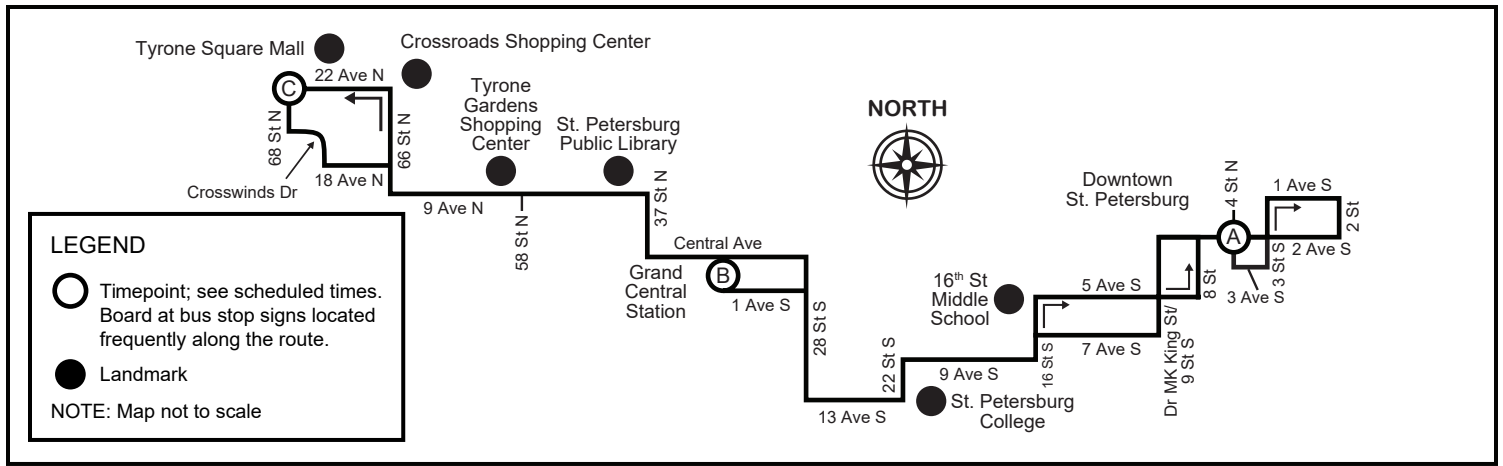 Tyrone Square Mall
Crossroads Shopping Center
22 Ave N
C
68 St N
66 St N
Crosswinds Dr
18 Ave N
Tyrone
Gardens
Shopping
Center
St. Petersburg
Public Library
9 Ave N
58 St N
37 St N
Central Ave
B
Grand
Central
Station
1 Ave S
28 St S
13 Ave S
22 St S
9 Ave S
St. Petersburg
College
16th St
Middle
School
16 St S
5 Ave S
7 Ave S
Dr MK King St/
9 St S
8 St
NORTH
Downtown
St. Petersburg
4 St N
A
1 Ave S
2 St
2 Ave S
3 St S
3 Ave S
LEGEND
Timepoint; see scheduled times.
Board at bus stop signs located
frequently along the route.
Landmark
NOTE: Map not to scale